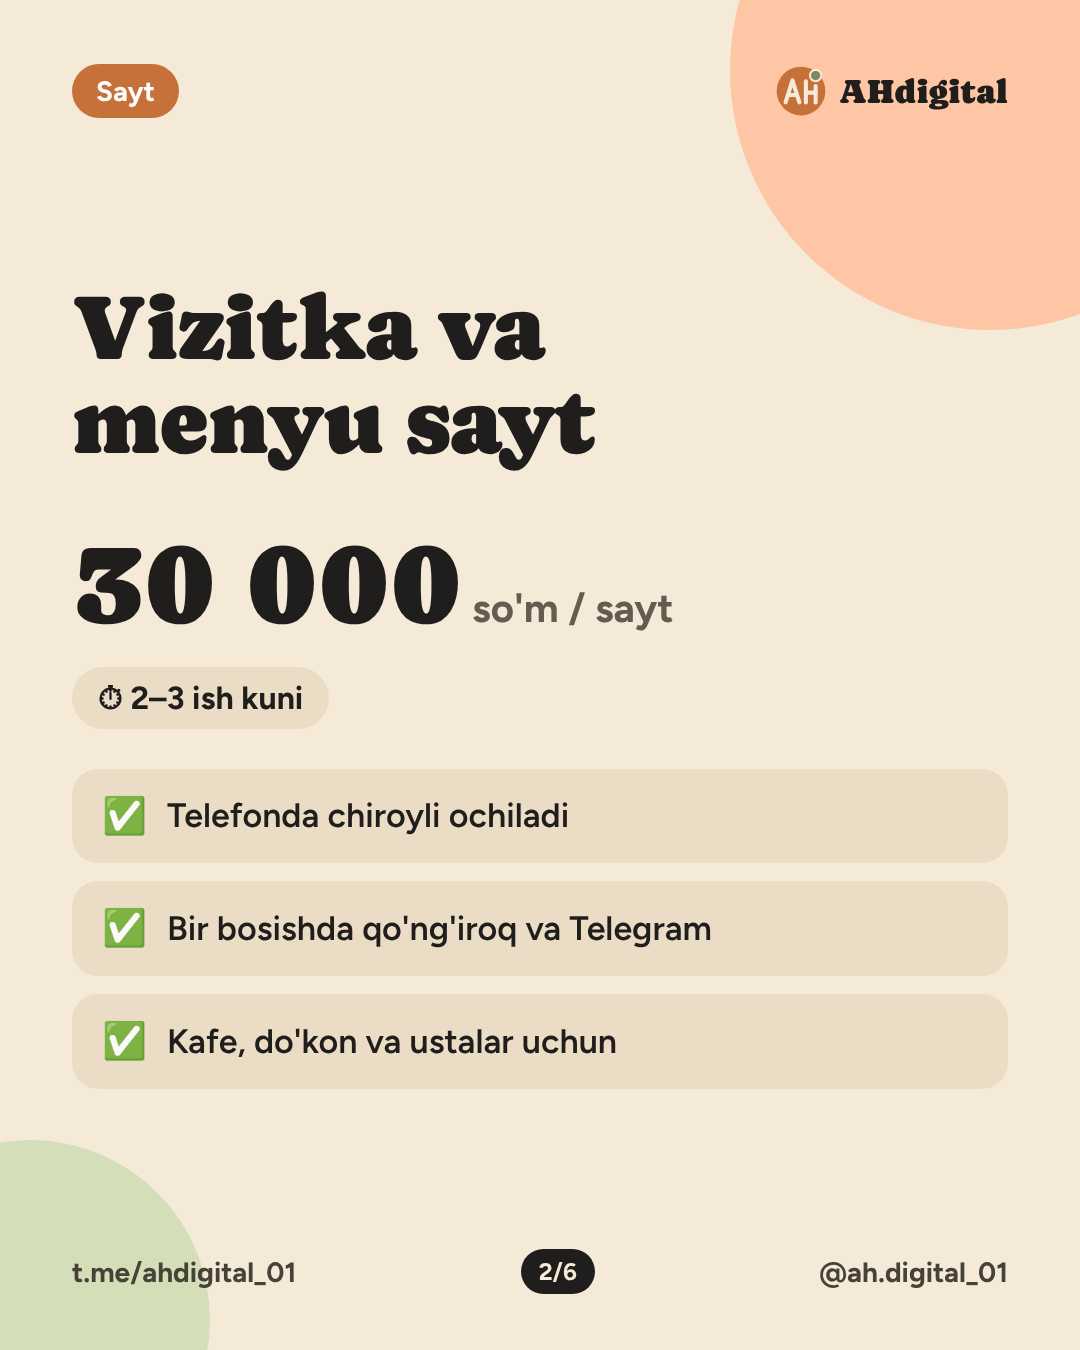 Sayt
AH AHdigital
Vizitka va
menyu sayt
30 000 so'm / sayt
⏱ 2–3 ish kuni
✅ Telefonda chiroyli ochiladi
✅ Bir bosishda qo'ng'iroq va Telegram
✅ Kafe, do'kon va ustalar uchun
t.me/ahdigital_01 2/6 @ah.digital_01